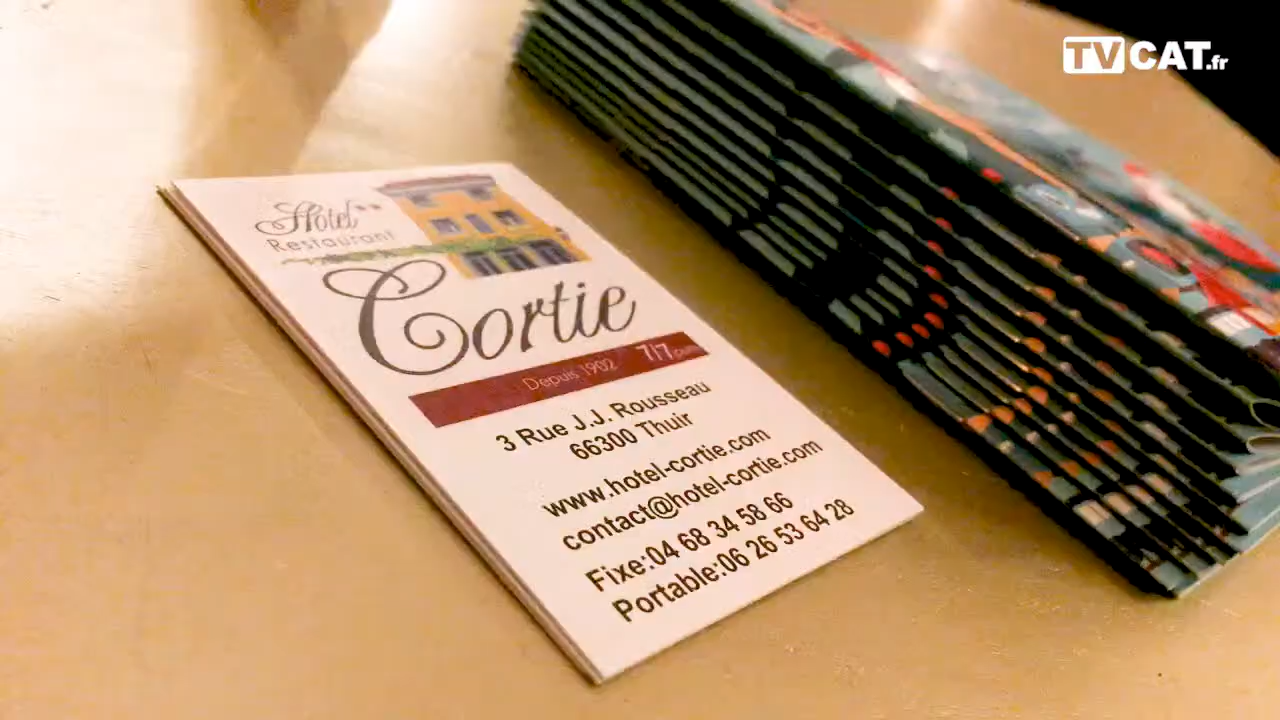 TVCAT.fr
Hôtel**
Restaurant
Cortie
Depuis 1902 7/7
3 Rue J.J. Rousseau
66300 Thuir
www.hotel-cortie.com
contact@hotel-cortie.com
Fixe:04 68 34 58 66
Portable:06 26 53 64 28